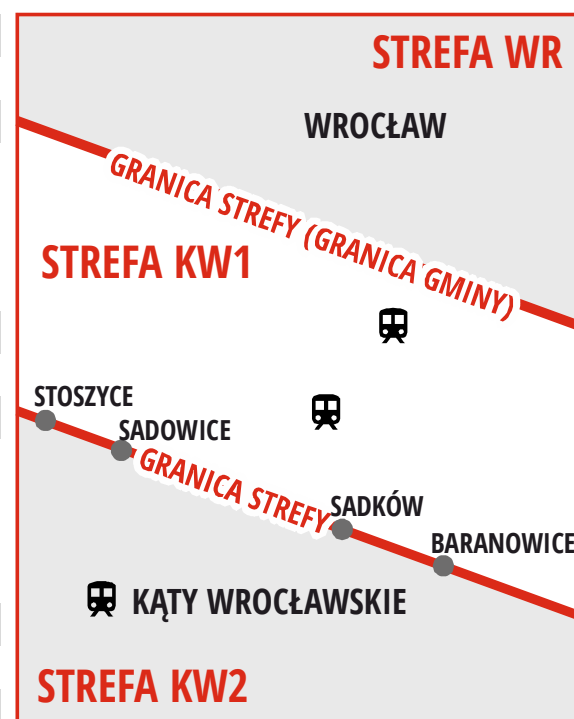 STREFA WR
WROCŁAW
GRANICA STREFY (GRANICA GMINY)
STREFA KW1
STOSZYCE
SADOWICE
GRANICA STREFY
SADKÓW
BARANOWICE
KĄTY WROCŁAWSKIE
STREFA KW2